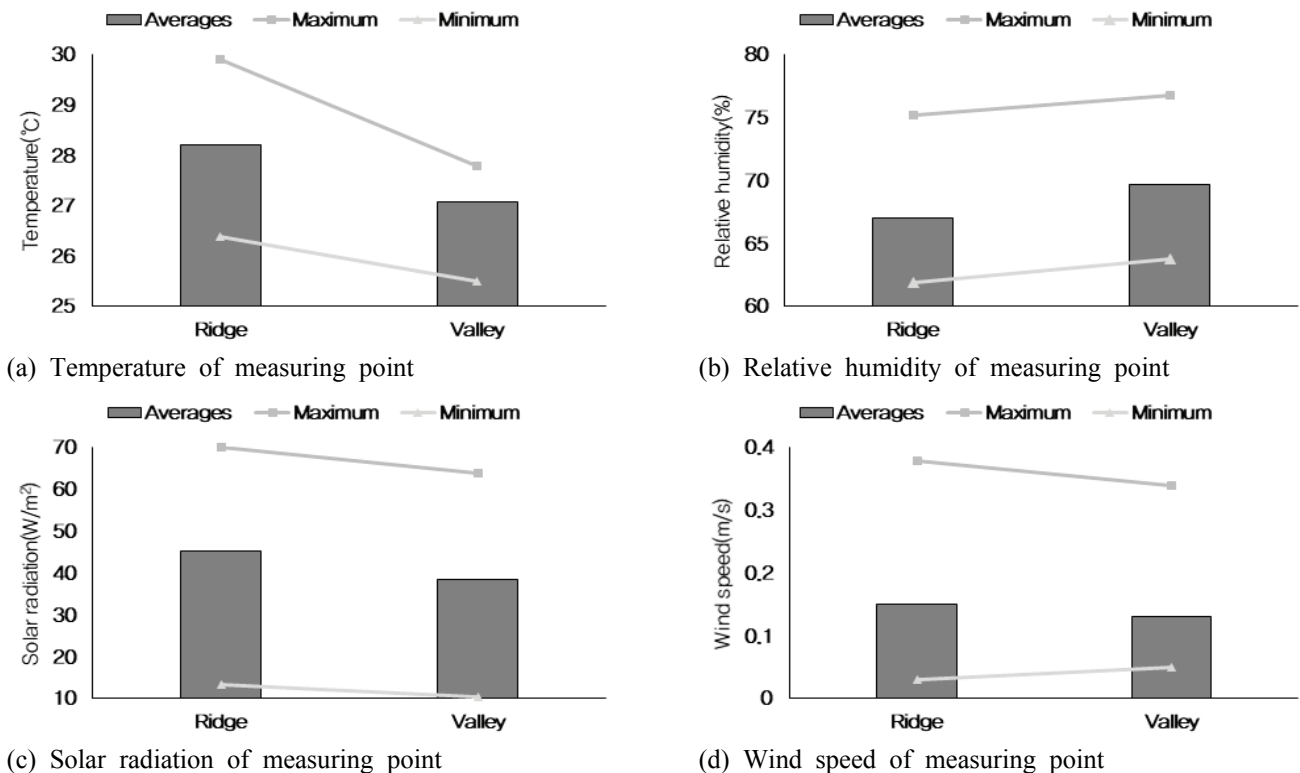 Averages Maximum Minimum
Temperature(℃)
30
29
28
27
26
25
Ridge Valley
(a) Temperature of measuring point
Averages Maximum Minimum
Relative humidity(%)
80
75
70
65
60
Ridge Valley
(b) Relative humidity of measuring point
Averages Maximum Minimum
Solar radiation(W/m²)
70
60
50
40
30
20
10
Ridge Valley
(c) Solar radiation of measuring point
Averages Maximum Minimum
Wind speed(m/s)
0.4
0.3
0.2
0.1
0
Ridge Valley
(d) Wind speed of measuring point